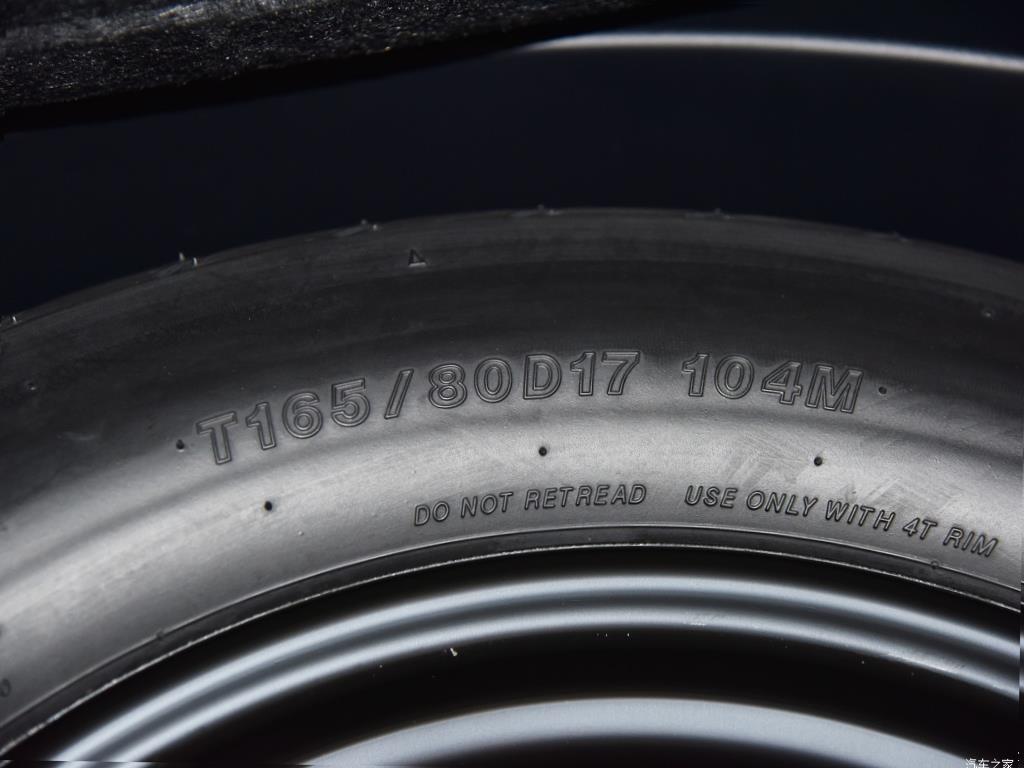 T165/80D17 104M
DO NOT RETREAD USE ONLY WITH 4T RIM
汽车之家